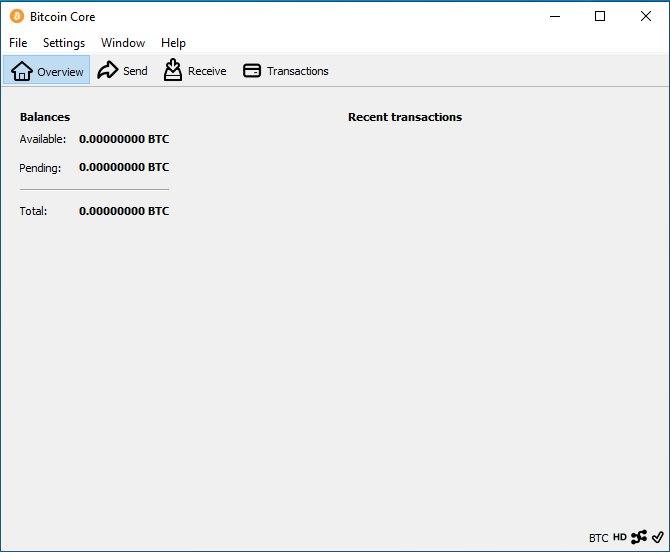 Bitcoin Core
File Settings Window Help
Overview Send Receive Transactions
Balances Recent transactions
Available: 0.00000000 BTC
Pending: 0.00000000 BTC
Total: 0.00000000 BTC
BTC HD